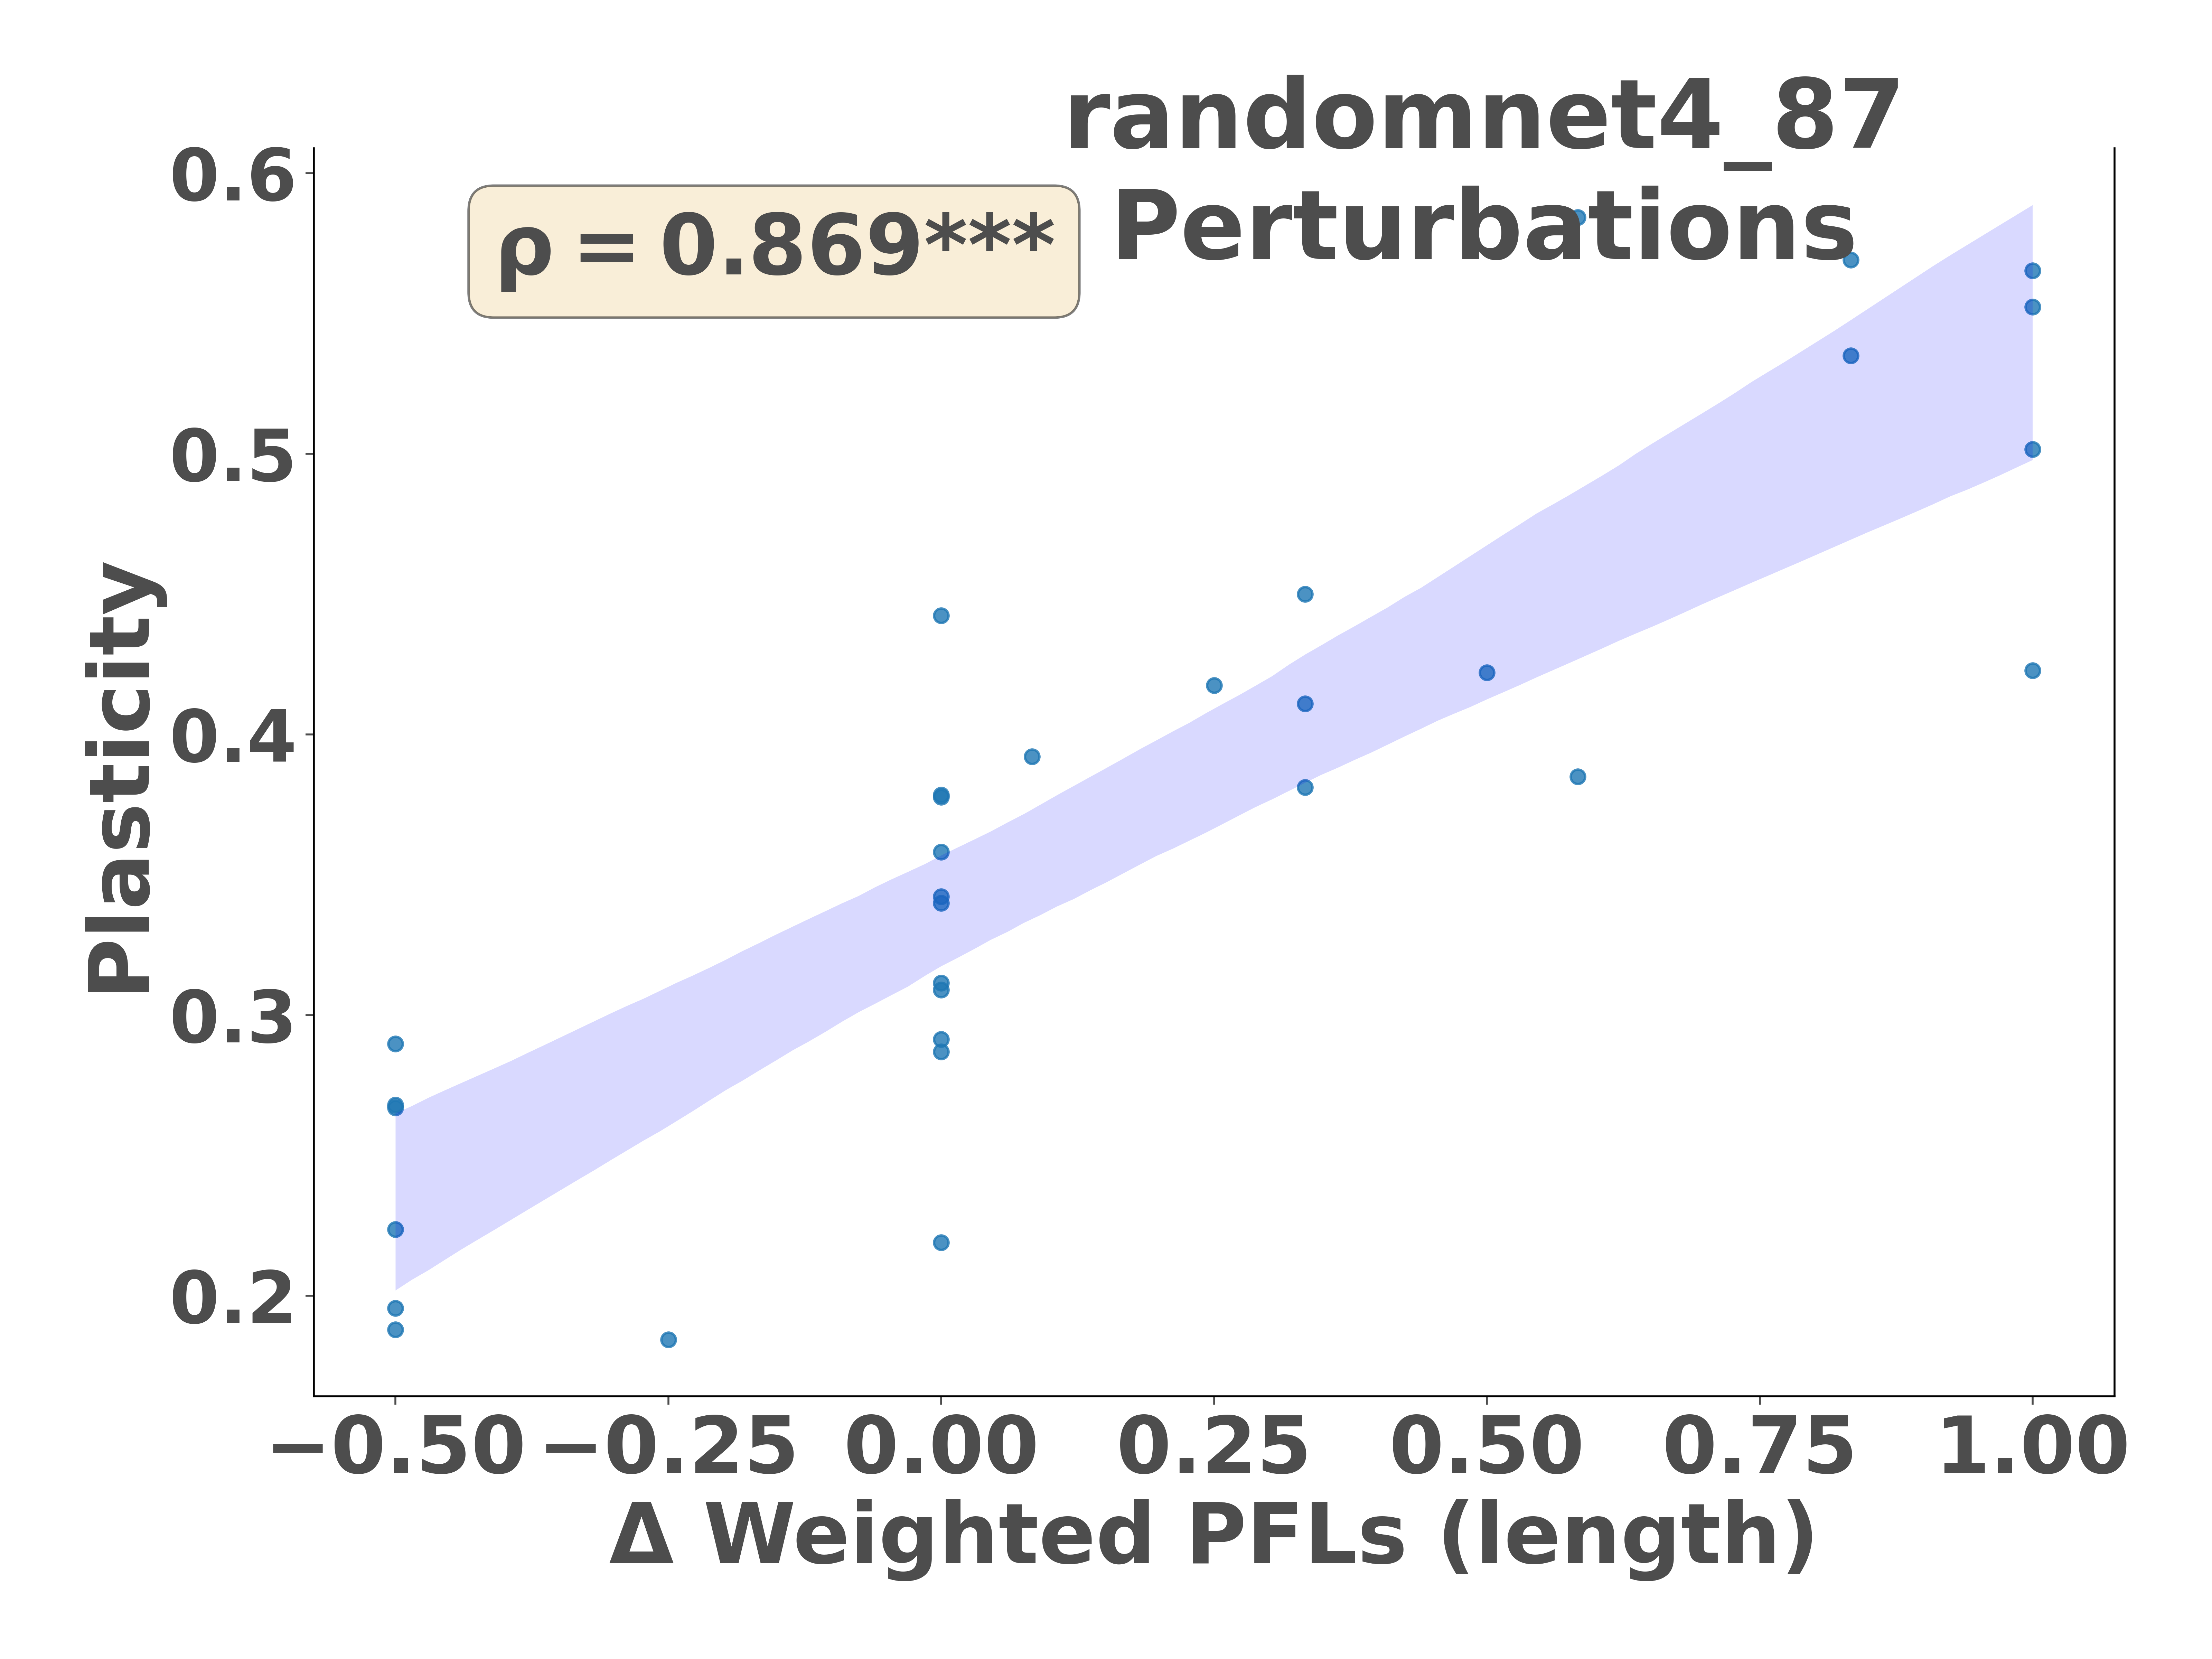 randomnet4_87
Perturbations
ρ = 0.869***
0.6
0.5
0.4
0.3
0.2
Plasticity
−0.50 −0.25 0.00 0.25 0.50 0.75 1.00
Δ Weighted PFLs (length)